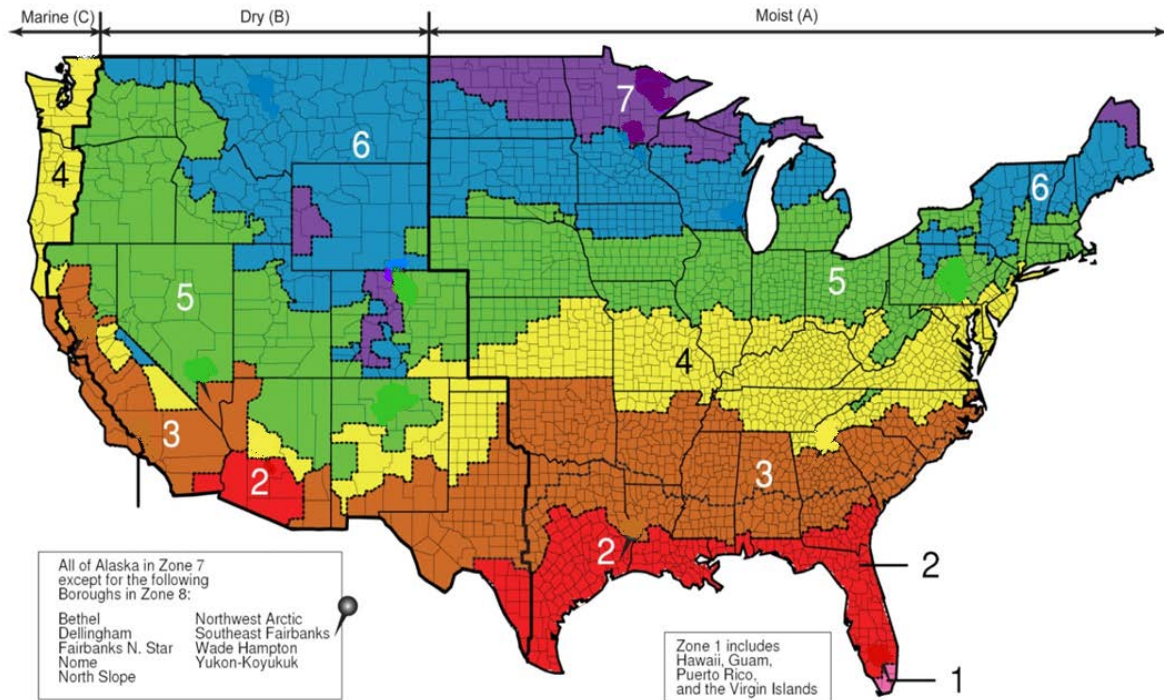 Marine (C)
Dry (B)
Moist (A)
7
6
4
6
5
5
4
3
3
2
2
2
1
All of Alaska in Zone 7
except for the following
Boroughs in Zone 8:
Bethel
Dellingham
Fairbanks N. Star
Nome
North Slope
Northwest Arctic
Southeast Fairbanks
Wade Hampton
Yukon-Koyukuk
Zone 1 includes
Hawaii, Guam,
Puerto Rico,
and the Virgin Islands